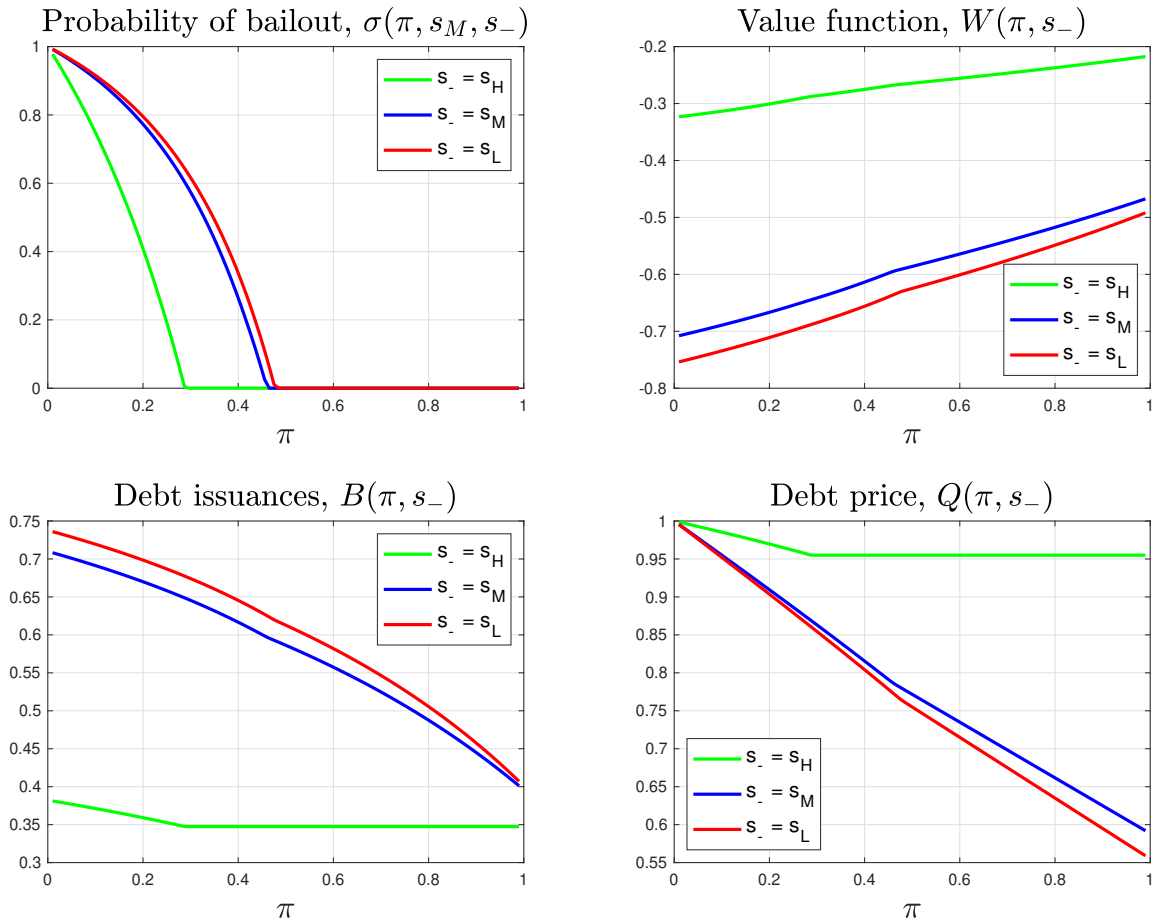 Probability of bailout, σ(π, s_M, s_−)
1
0.8
0.6
0.4
0.2
0
0 0.2 0.4 0.6 0.8 1
π
s_- = s_H
s_- = s_M
s_- = s_L
Value function, W(π, s_−)
-0.2
-0.3
-0.4
-0.5
-0.6
-0.7
-0.8
0 0.2 0.4 0.6 0.8 1
π
s_- = s_H
s_- = s_M
s_- = s_L
Debt issuances, B(π, s_−)
0.75
0.7
0.65
0.6
0.55
0.5
0.45
0.4
0.35
0.3
0 0.2 0.4 0.6 0.8 1
π
s_- = s_H
s_- = s_M
s_- = s_L
Debt price, Q(π, s_−)
1
0.95
0.9
0.85
0.8
0.75
0.7
0.65
0.6
0.55
0 0.2 0.4 0.6 0.8 1
π
s_- = s_H
s_- = s_M
s_- = s_L